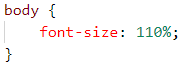 body {
    font-size: 110%;
}